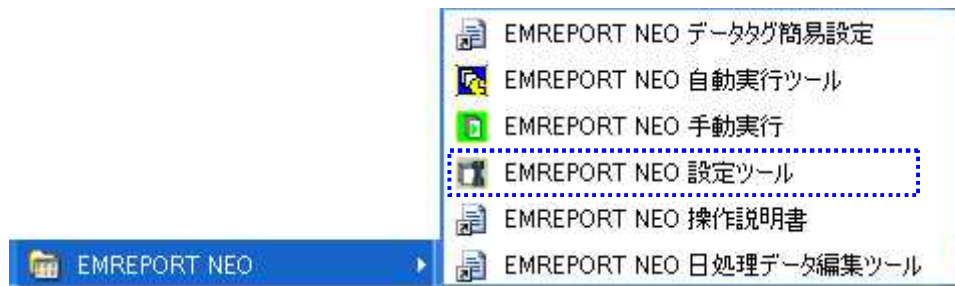 EMREPORT NEO データタグ簡易設定
EMREPORT NEO 自動実行ツール
EMREPORT NEO 手動実行
EMREPORT NEO 設定ツール
EMREPORT NEO 操作説明書
EMREPORT NEO
EMREPORT NEO 日処理データ編集ツール